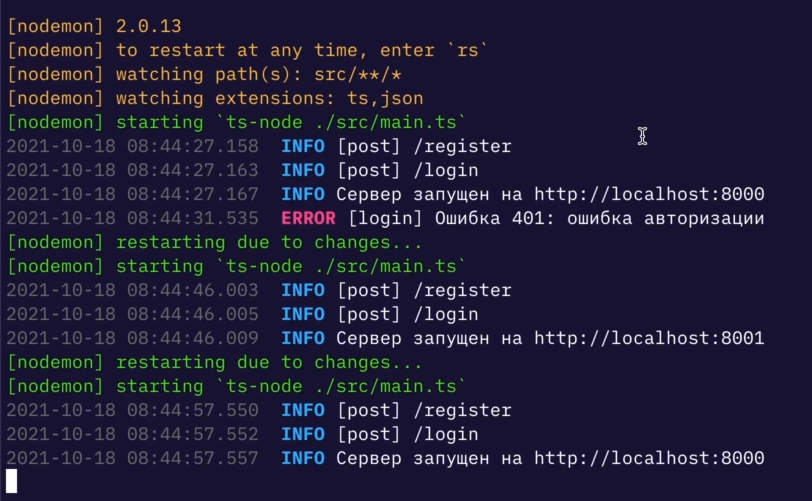 [nodemon] 2.0.13
[nodemon] to restart at any time, enter `rs`
[nodemon] watching path(s): src/**/*
[nodemon] watching extensions: ts,json
[nodemon] starting `ts-node ./src/main.ts`
2021-10-18 08:44:27.158  INFO [post] /register
2021-10-18 08:44:27.163  INFO [post] /login
2021-10-18 08:44:27.167  INFO Сервер запущен на http://localhost:8000
2021-10-18 08:44:31.535  ERROR [login] Ошибка 401: ошибка авторизации
[nodemon] restarting due to changes...
[nodemon] starting `ts-node ./src/main.ts`
2021-10-18 08:44:46.003  INFO [post] /register
2021-10-18 08:44:46.005  INFO [post] /login
2021-10-18 08:44:46.009  INFO Сервер запущен на http://localhost:8001
[nodemon] restarting due to changes...
[nodemon] starting `ts-node ./src/main.ts`
2021-10-18 08:44:57.550  INFO [post] /register
2021-10-18 08:44:57.552  INFO [post] /login
2021-10-18 08:44:57.557  INFO Сервер запущен на http://localhost:8000